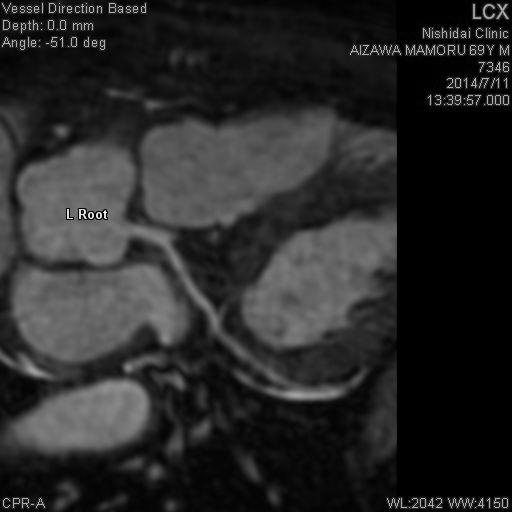 Vessel Direction Based
Depth: 0.0 mm
Angle: -51.0 deg
LCX
Nishidai Clinic
AIZAWA MAMORU 69Y M
7346
2014/7/11
13:39:57.000
L Root
CPR-A
WL:2042 WW:4150